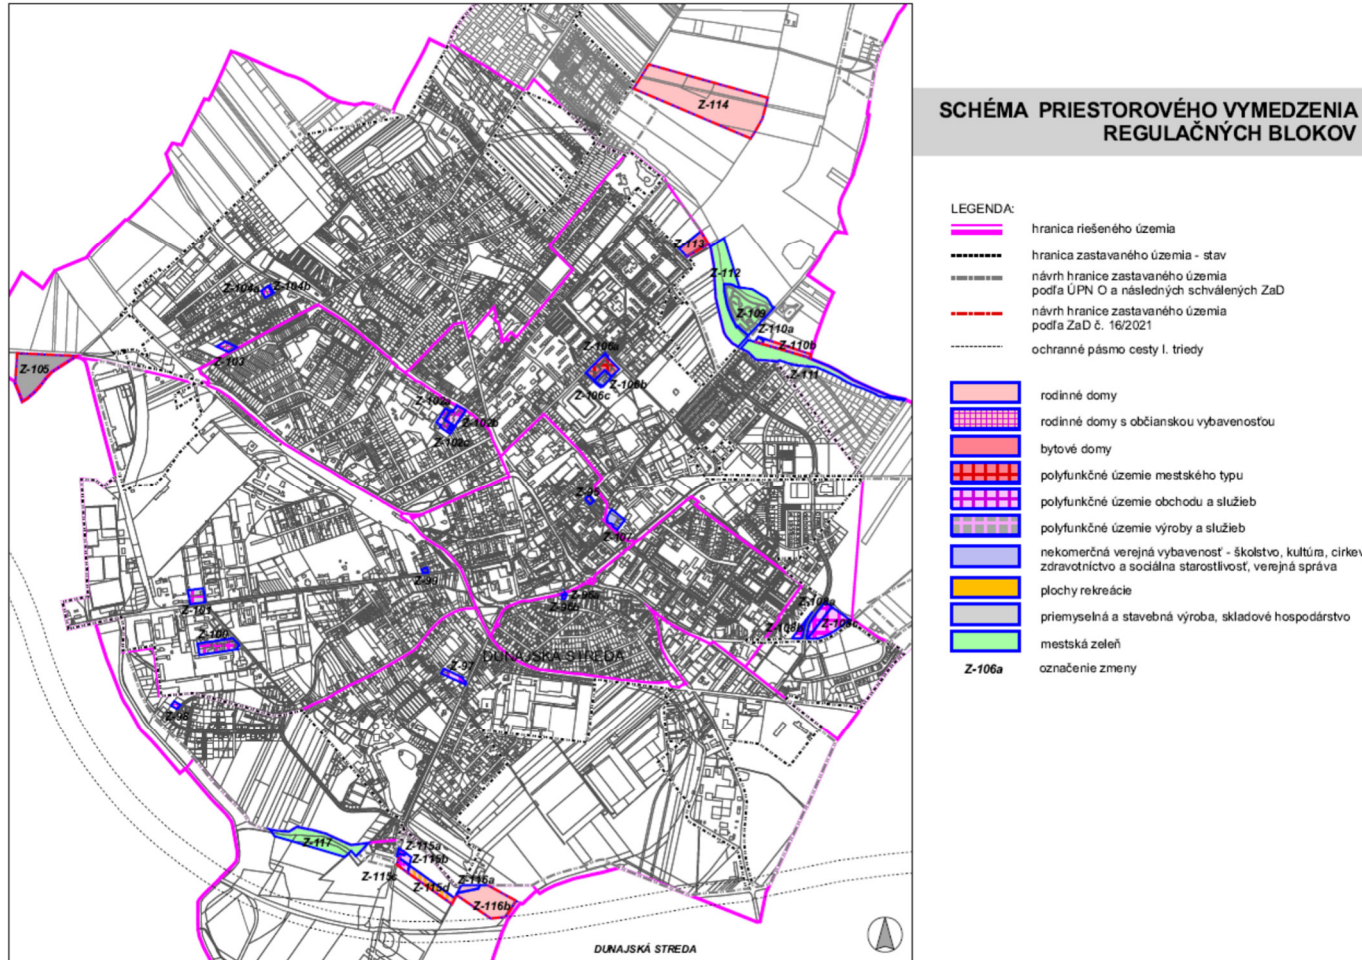 SCHÉMA PRIESTOROVÉHO VYMEDZENIA
REGULAČNÝCH BLOKOV
LEGENDA:
hranica riešeného územia
hranica zastavaného územia - stav
návrh hranice zastavaného územia
podľa ÚPN O a následných schválených ZaD
návrh hranice zastavaného územia
podľa ZaD č. 16/2021
ochranné pásmo cesty I. triedy
rodinné domy
rodinné domy s občianskou vybavenosťou
bytové domy
polyfunkčné územie mestského typu
polyfunkčné územie obchodu a služieb
polyfunkčné územie výroby a služieb
nekomerčná verejná vybavenosť - školstvo, kultúra, cirkev
zdravotníctvo a sociálna starostlivosť, verejná správa
plochy rekreácie
priemyselná a stavebná výroba, skladové hospodárstvo
mestská zeleň
Z-106a označenie zmeny
Z-114
Z-113
Z-112
Z-104a
Z-104b
Z-109
Z-110a
Z-110b
Z-103
Z-106a
Z-105
Z-111
Z-106b
Z-106c
Z-102a
Z-102b
Z-102c
Z-95
Z-107
Z-99
Z-96a
Z-96b
Z-101
Z-108a
Z-108b
Z-108c
Z-100
DUNAJSKÁ STREDA
Z-97
Z-98
Z-117
Z-115a
Z-115b
Z-115c
Z-115d
Z-116a
Z-116b
DUNAJSKÁ STREDA